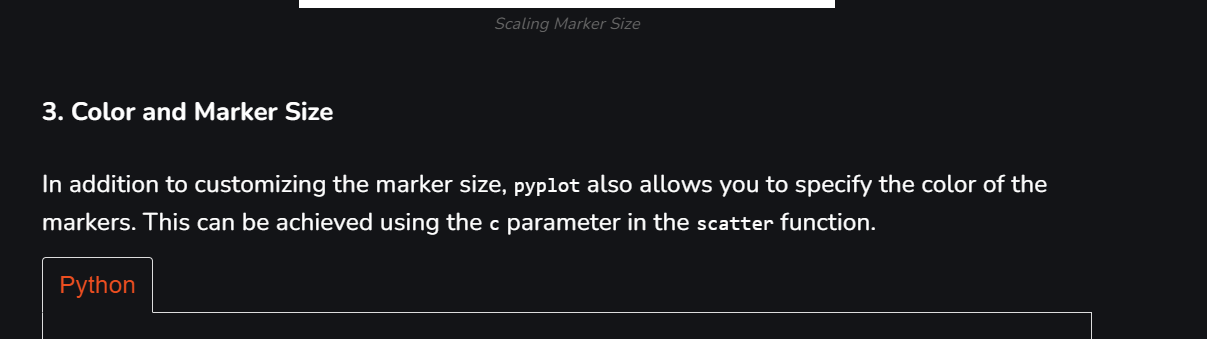 Scaling Marker Size
3. Color and Marker Size
In addition to customizing the marker size, pyplot also allows you to specify the color of the
markers. This can be achieved using the c parameter in the scatter function.
Python